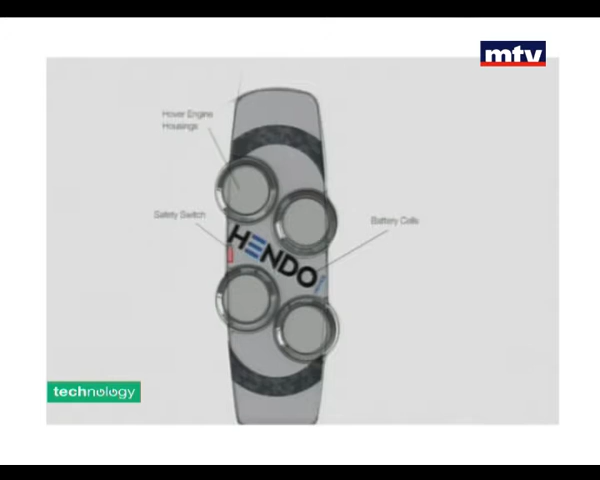 mtv
Hover Engine
Housings
Safety Switch
Battery Cells
HENDO
technology